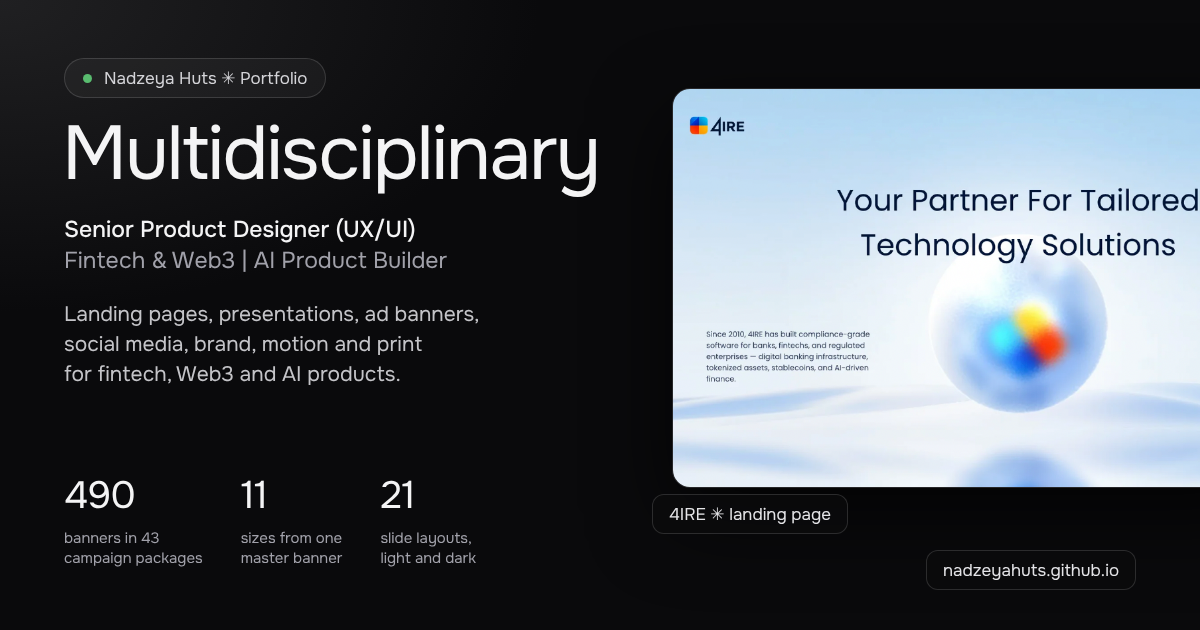 Nadzeya Huts ✳ Portfolio
Multidisciplinary
Senior Product Designer (UX/UI)
Fintech & Web3 | AI Product Builder
Landing pages, presentations, ad banners,
social media, brand, motion and print
for fintech, Web3 and AI products.
490
banners in 43
campaign packages
11
sizes from one
master banner
21
slide layouts,
light and dark
4IRE
Your Partner For Tailored
Technology Solutions
Since 2010, 4IRE has built compliance-grade
software for banks, fintechs, and regulated
enterprises — digital banking infrastructure,
tokenized assets, stablecoins, and AI-driven
finance.
4IRE ✳ landing page
nadzeyahuts.github.io